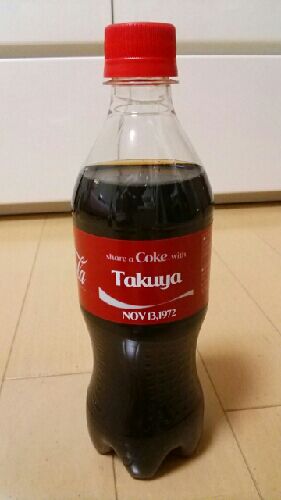 share a Coke with
Takuya
NOV 13,1972